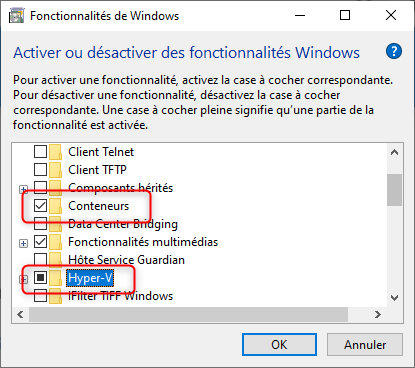 Fonctionnalités de Windows
Activer ou désactiver des fonctionnalités Windows
Pour activer une fonctionnalité, activez la case à cocher correspondante.
Pour désactiver une fonctionnalité, désactivez la case à cocher
correspondante. Une case à cocher pleine signifie qu'une partie de la
fonctionnalité est activée.
Client Telnet
Client TFTP
Composants hérités
Conteneurs
Data Center Bridging
Fonctionnalités multimédias
Hôte Service Guardian
Hyper-V
IFilter TIFF Windows
OK
Annuler